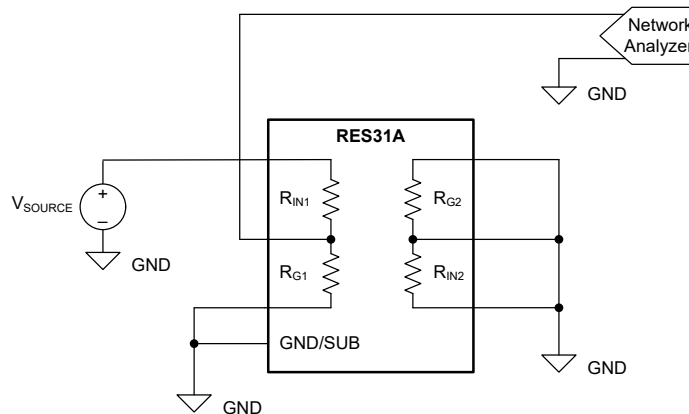 Network
Analyzer
GND
RES31A
V_SOURCE
R_IN1
R_G2
GND
R_G1
R_IN2
GND/SUB
GND
GND